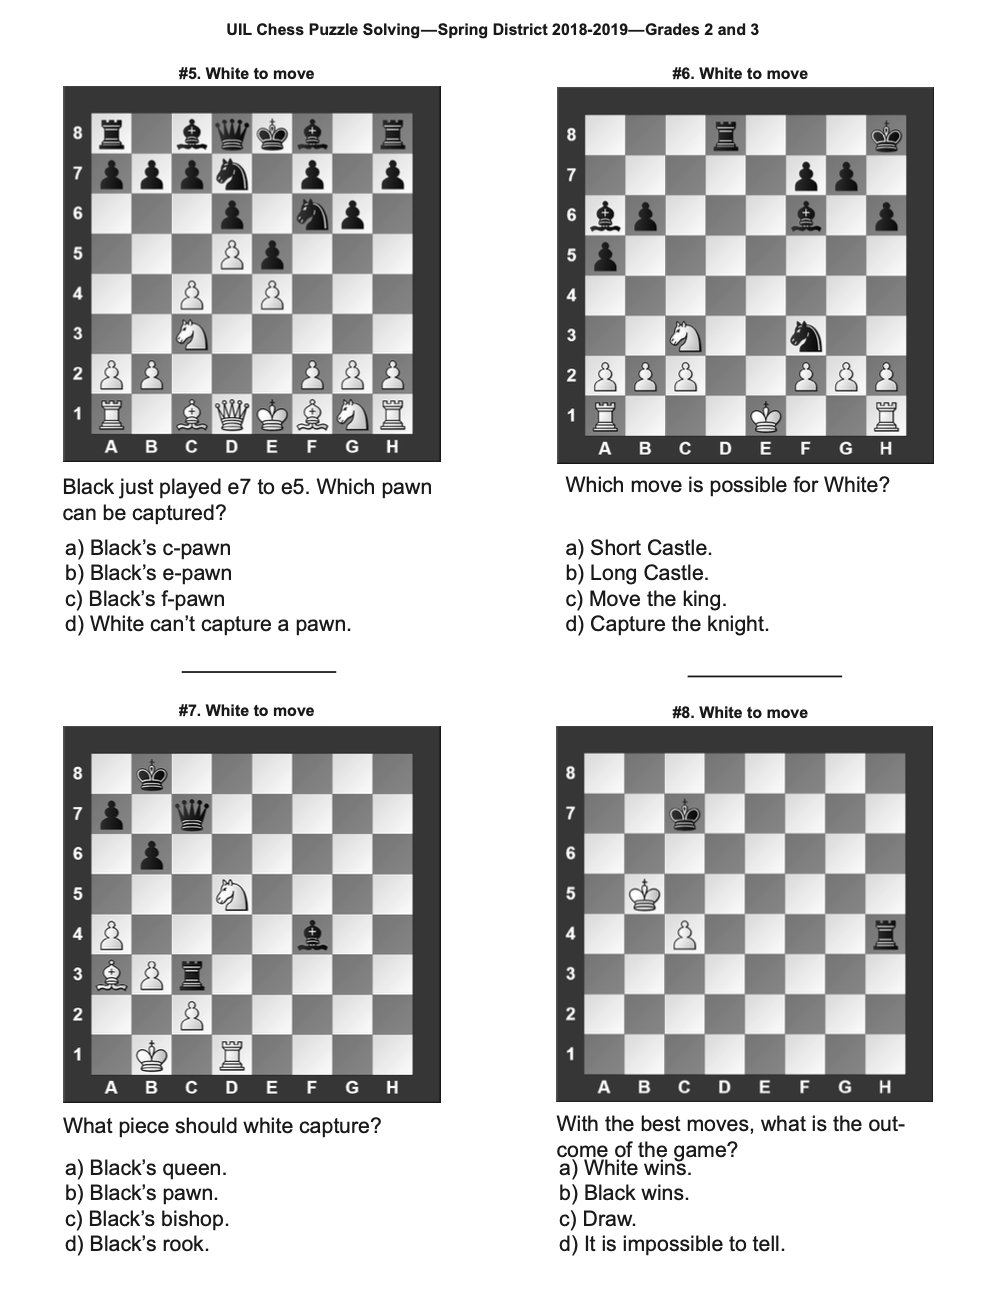 UIL Chess Puzzle Solving—Spring District 2018-2019—Grades 2 and 3
#5. White to move
8
7
6
5
4
3
2
1
A B C D E F G H
Black just played e7 to e5. Which pawn
can be captured?
a) Black’s c-pawn
b) Black’s e-pawn
c) Black’s f-pawn
d) White can’t capture a pawn.
#6. White to move
8
7
6
5
4
3
2
1
A B C D E F G H
Which move is possible for White?
a) Short Castle.
b) Long Castle.
c) Move the king.
d) Capture the knight.
#7. White to move
8
7
6
5
4
3
2
1
A B C D E F G H
What piece should white capture?
a) Black’s queen.
b) Black’s pawn.
c) Black’s bishop.
d) Black’s rook.
#8. White to move
8
7
6
5
4
3
2
1
A B C D E F G H
With the best moves, what is the out-
come of the game?
a) White wins.
b) Black wins.
c) Draw.
d) It is impossible to tell.